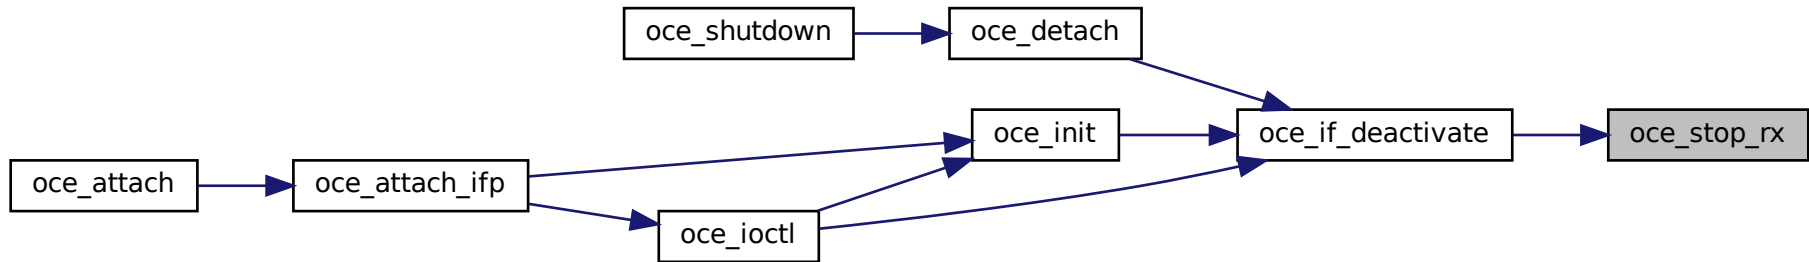 oce_shutdown
oce_detach
oce_init
oce_if_deactivate
oce_stop_rx
oce_attach
oce_attach_ifp
oce_ioctl